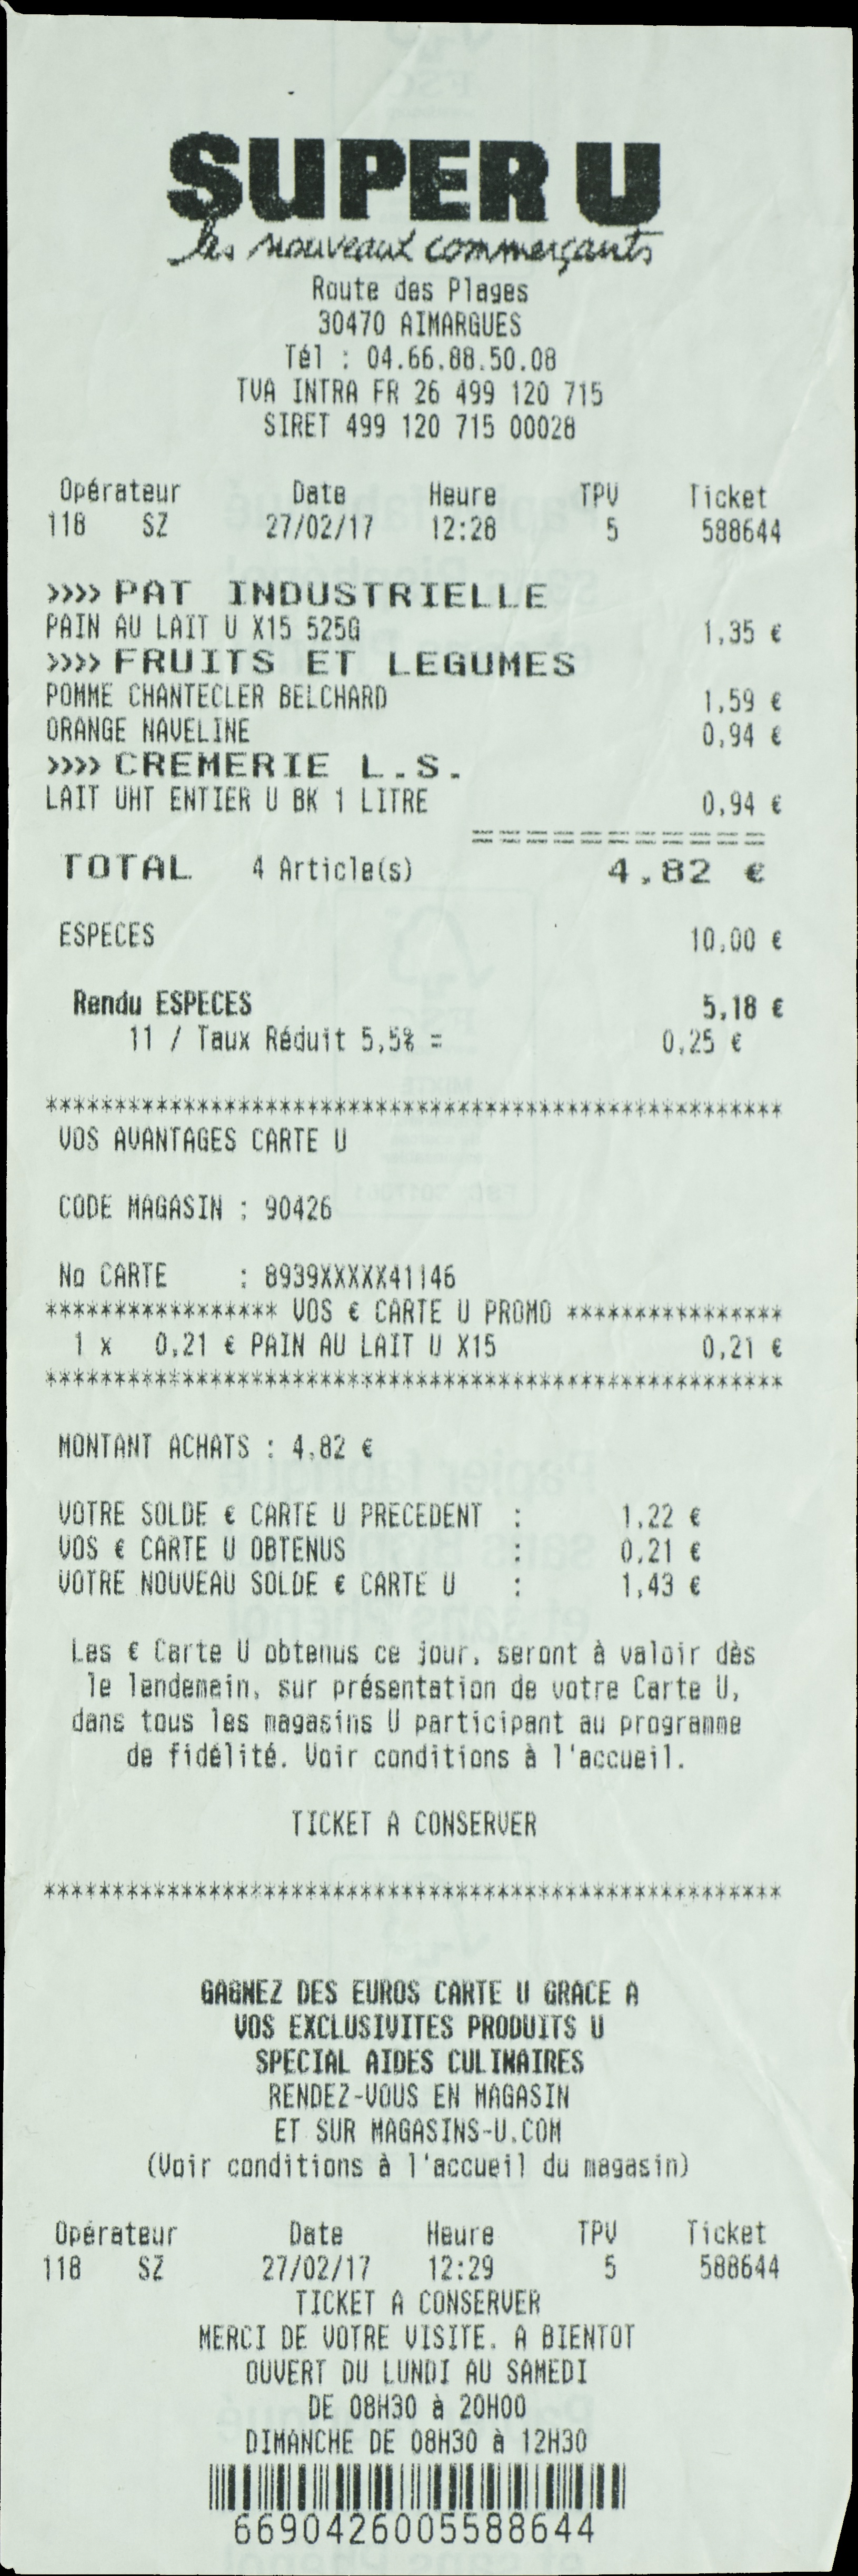 SUPER U
les nouveaux commerçants
Route des Plages
30470 AIMARGUES
Tél : 04.66.88.50.08
TVA INTRA FR 26 499 120 715
SIRET 499 120 715 00028
Opérateur Date Heure TPV Ticket
118 SZ 27/02/17 12:28 5 588644
>>>> PAT INDUSTRIELLE
PAIN AU LAIT U X15 525G 1,35 €
>>>> FRUITS ET LEGUMES
POMME CHANTECLER BELCHARD 1,59 €
ORANGE NAVELINE 0,94 €
>>>> CREMERIE L.S.
LAIT UHT ENTIER U BK 1 LITRE 0,94 €
===========
TOTAL 4 Article(s) 4,82 €
ESPECES 10,00 €
Rendu ESPECES 5,18 €
11 / Taux Réduit 5,5% = 0,25 €
******************************************************
VOS AVANTAGES CARTE U
CODE MAGASIN : 90426
No CARTE : 8939XXXXX41146
***************** VOS € CARTE U PROMO ****************
1 x 0,21 € PAIN AU LAIT U X15 0,21 €
******************************************************
MONTANT ACHATS : 4,82 €
VOTRE SOLDE € CARTE U PRECEDENT : 1,22 €
VOS € CARTE U OBTENUS : 0,21 €
VOTRE NOUVEAU SOLDE € CARTE U : 1,43 €
Les € Carte U obtenus ce jour, seront à valoir dès
le lendemain, sur présentation de votre Carte U,
dans tous les magasins U participant au programme
de fidélité. Voir conditions à l'accueil.
TICKET A CONSERVER
******************************************************
GAGNEZ DES EUROS CARTE U GRACE A
VOS EXCLUSIVITES PRODUITS U
SPECIAL AIDES CULINAIRES
RENDEZ-VOUS EN MAGASIN
ET SUR MAGASINS-U.COM
(Voir conditions à l'accueil du magasin)
Opérateur Date Heure TPV Ticket
118 SZ 27/02/17 12:29 5 588644
TICKET A CONSERVER
MERCI DE VOTRE VISITE. A BIENTOT
OUVERT DU LUNDI AU SAMEDI
DE 08H30 à 20H00
DIMANCHE DE 08H30 à 12H30
6690426005588644